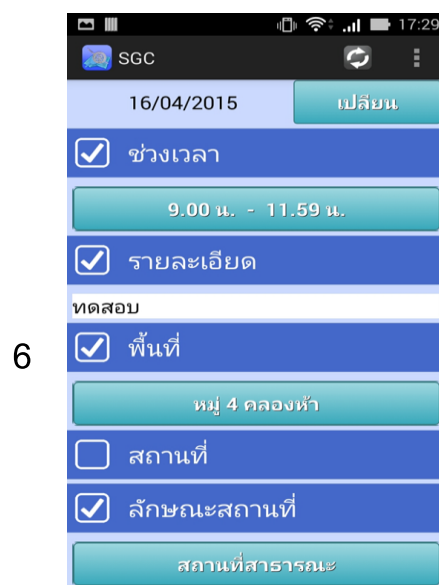 17:29
SGC
16/04/2015 เปลี่ยน
ช่วงเวลา
9.00 น. - 11.59 น.
รายละเอียด
ทดสอบ
6
พื้นที่
หมู่ 4 คลองห้า
สถานที่
ลักษณะสถานที่
สถานที่สาธารณะ